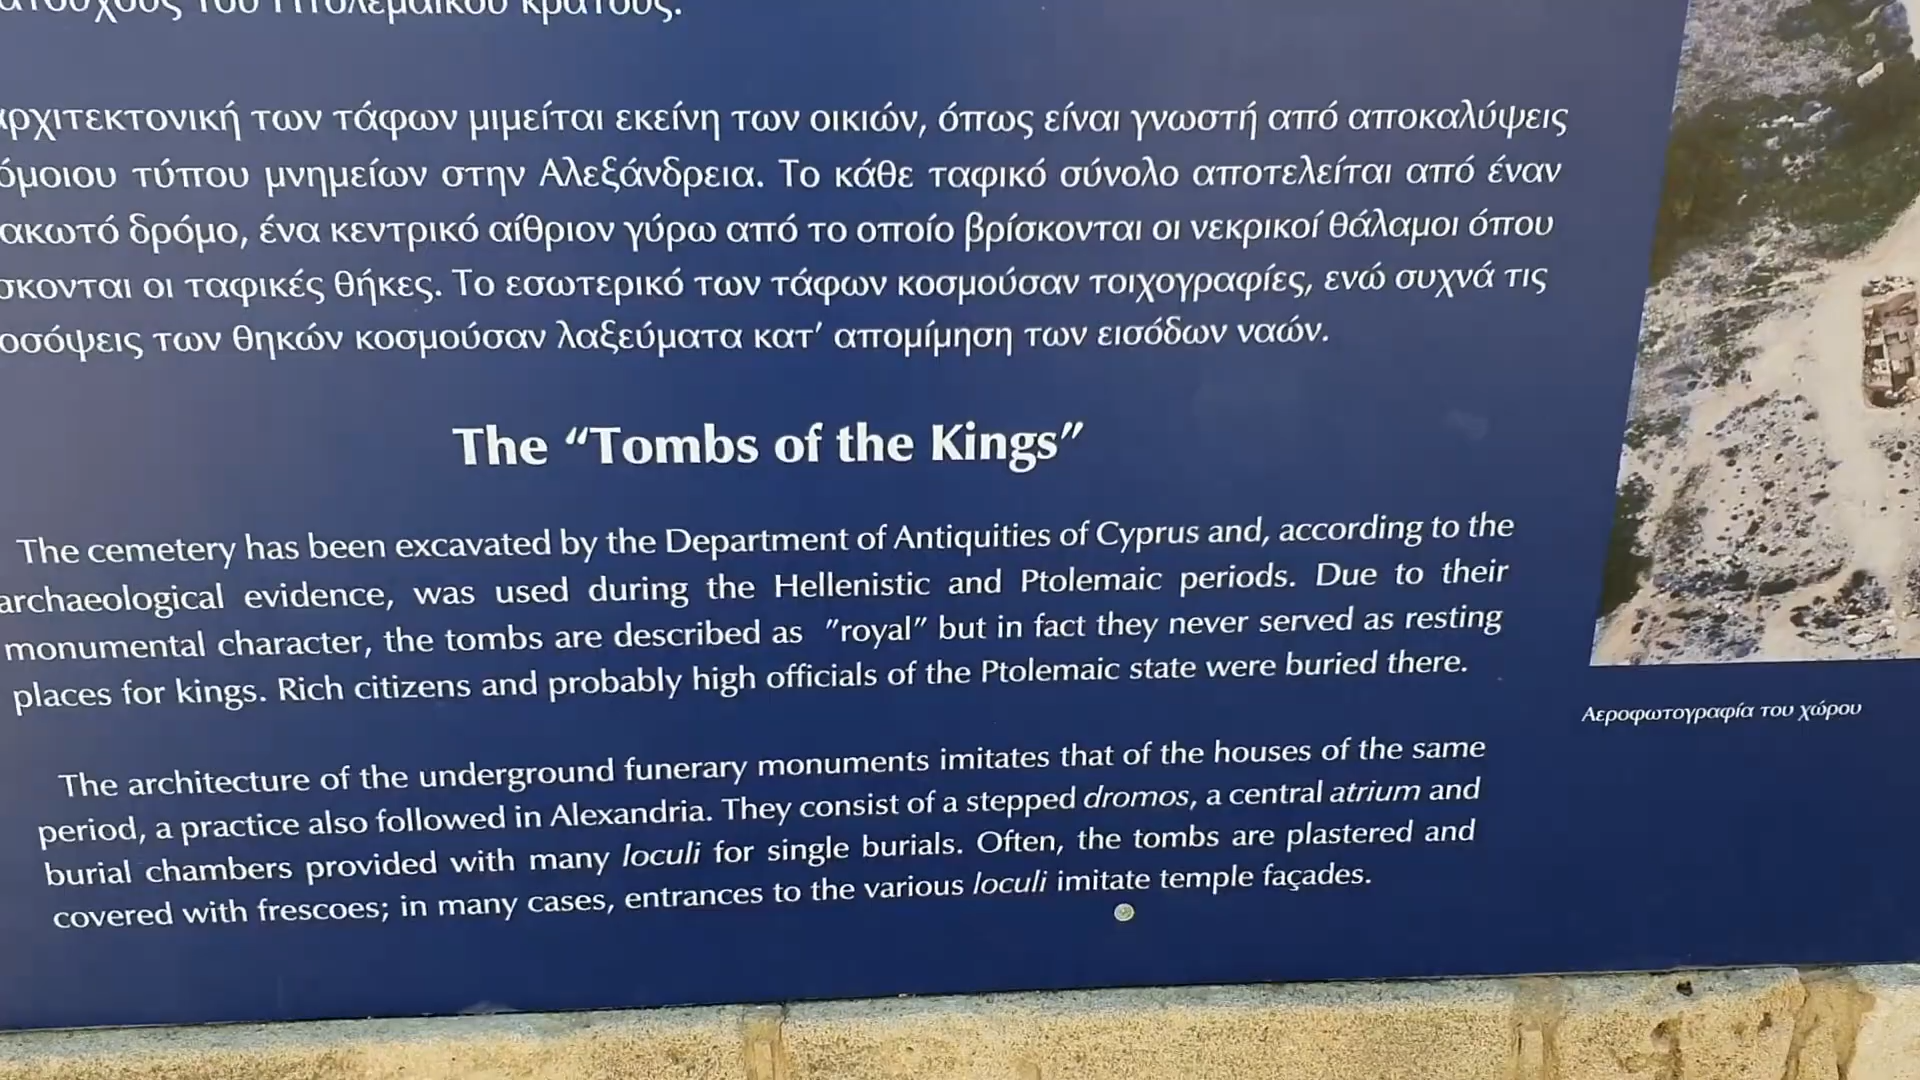 του Πτολεμαϊκού κράτους.
αρχιτεκτονική των τάφων μιμείται εκείνη των οικιών, όπως είναι γνωστή από αποκαλύψεις
όμοιου τύπου μνημείων στην Αλεξάνδρεια. Το κάθε ταφικό σύνολο αποτελείται από έναν
ακωτό δρόμο, ένα κεντρικό αίθριον γύρω από το οποίο βρίσκονται οι νεκρικοί θάλαμοι όπου
σκονται οι ταφικές θήκες. Το εσωτερικό των τάφων κοσμούσαν τοιχογραφίες, ενώ συχνά τις
οσόψεις των θηκών κοσμούσαν λαξεύματα κατ' απομίμηση των εισόδων ναών.
The “Tombs of the Kings”
The cemetery has been excavated by the Department of Antiquities of Cyprus and, according to the
archaeological evidence, was used during the Hellenistic and Ptolemaic periods. Due to their
monumental character, the tombs are described as ”royal” but in fact they never served as resting
places for kings. Rich citizens and probably high officials of the Ptolemaic state were buried there.
The architecture of the underground funerary monuments imitates that of the houses of the same
period, a practice also followed in Alexandria. They consist of a stepped dromos, a central atrium and
burial chambers provided with many loculi for single burials. Often, the tombs are plastered and
covered with frescoes; in many cases, entrances to the various loculi imitate temple façades.
Αεροφωτογραφία του χώρου